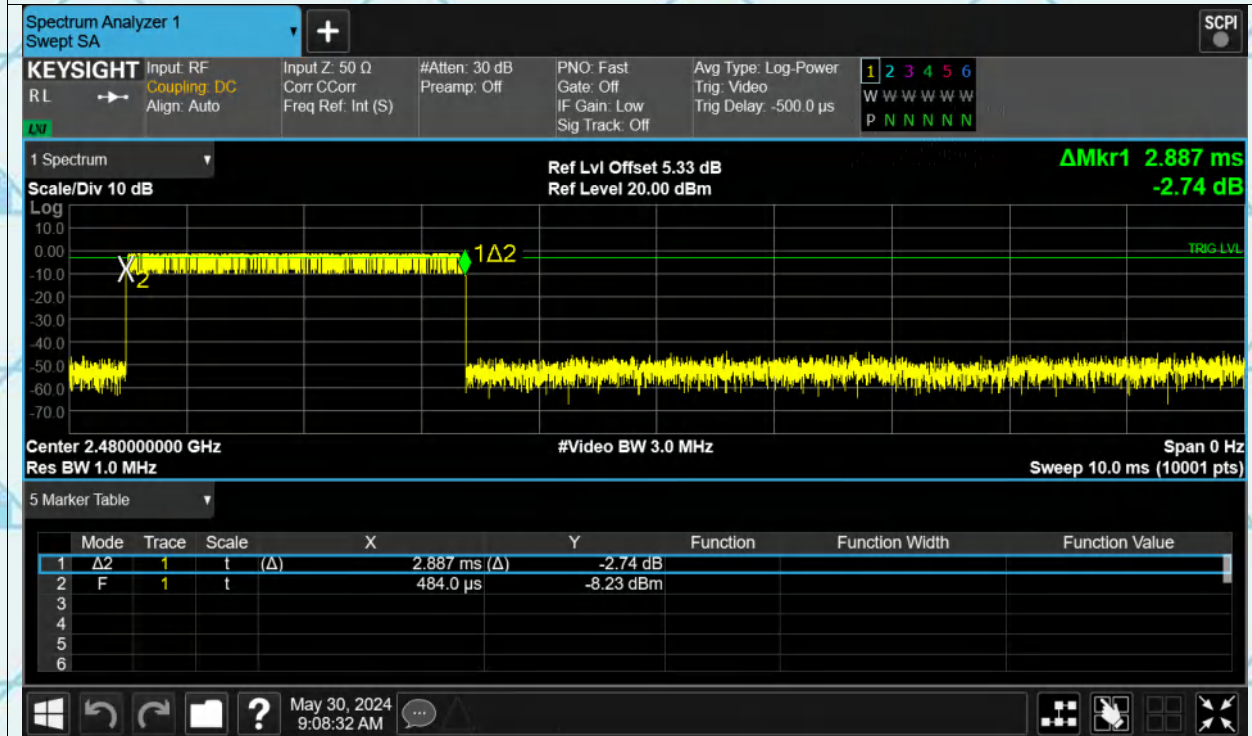 Spectrum Analyzer 1
Swept SA
+
SCPI
KEYSIGHT
RL
LXI
Input: RF
Coupling: DC
Align: Auto
Input Z: 50 Ω
Corr CCorr
Freq Ref: Int (S)
#Atten: 30 dB
Preamp: Off
PNO: Fast
Gate: Off
IF Gain: Low
Sig Track: Off
Avg Type: Log-Power
Trig: Video
Trig Delay: -500.0 µs
1 2 3 4 5 6
W W W W W W
P N N N N N
1 Spectrum
Scale/Div 10 dB
Ref Lvl Offset 5.33 dB
Ref Level 20.00 dBm
ΔMkr1 2.887 ms
-2.74 dB
Log
10.0
0.00
-10.0
-20.0
-30.0
-40.0
-50.0
-60.0
-70.0
2
1Δ2
TRIG LVL
Center 2.480000000 GHz
#Video BW 3.0 MHz
Span 0 Hz
Res BW 1.0 MHz
Sweep 10.0 ms (10001 pts)
5 Marker Table
Mode Trace Scale X Y Function Function Width Function Value
1 Δ2 1 t (Δ) 2.887 ms (Δ) -2.74 dB
2 F 1 t 484.0 µs -8.23 dBm
3
4
5
6
?
May 30, 2024
9:08:32 AM